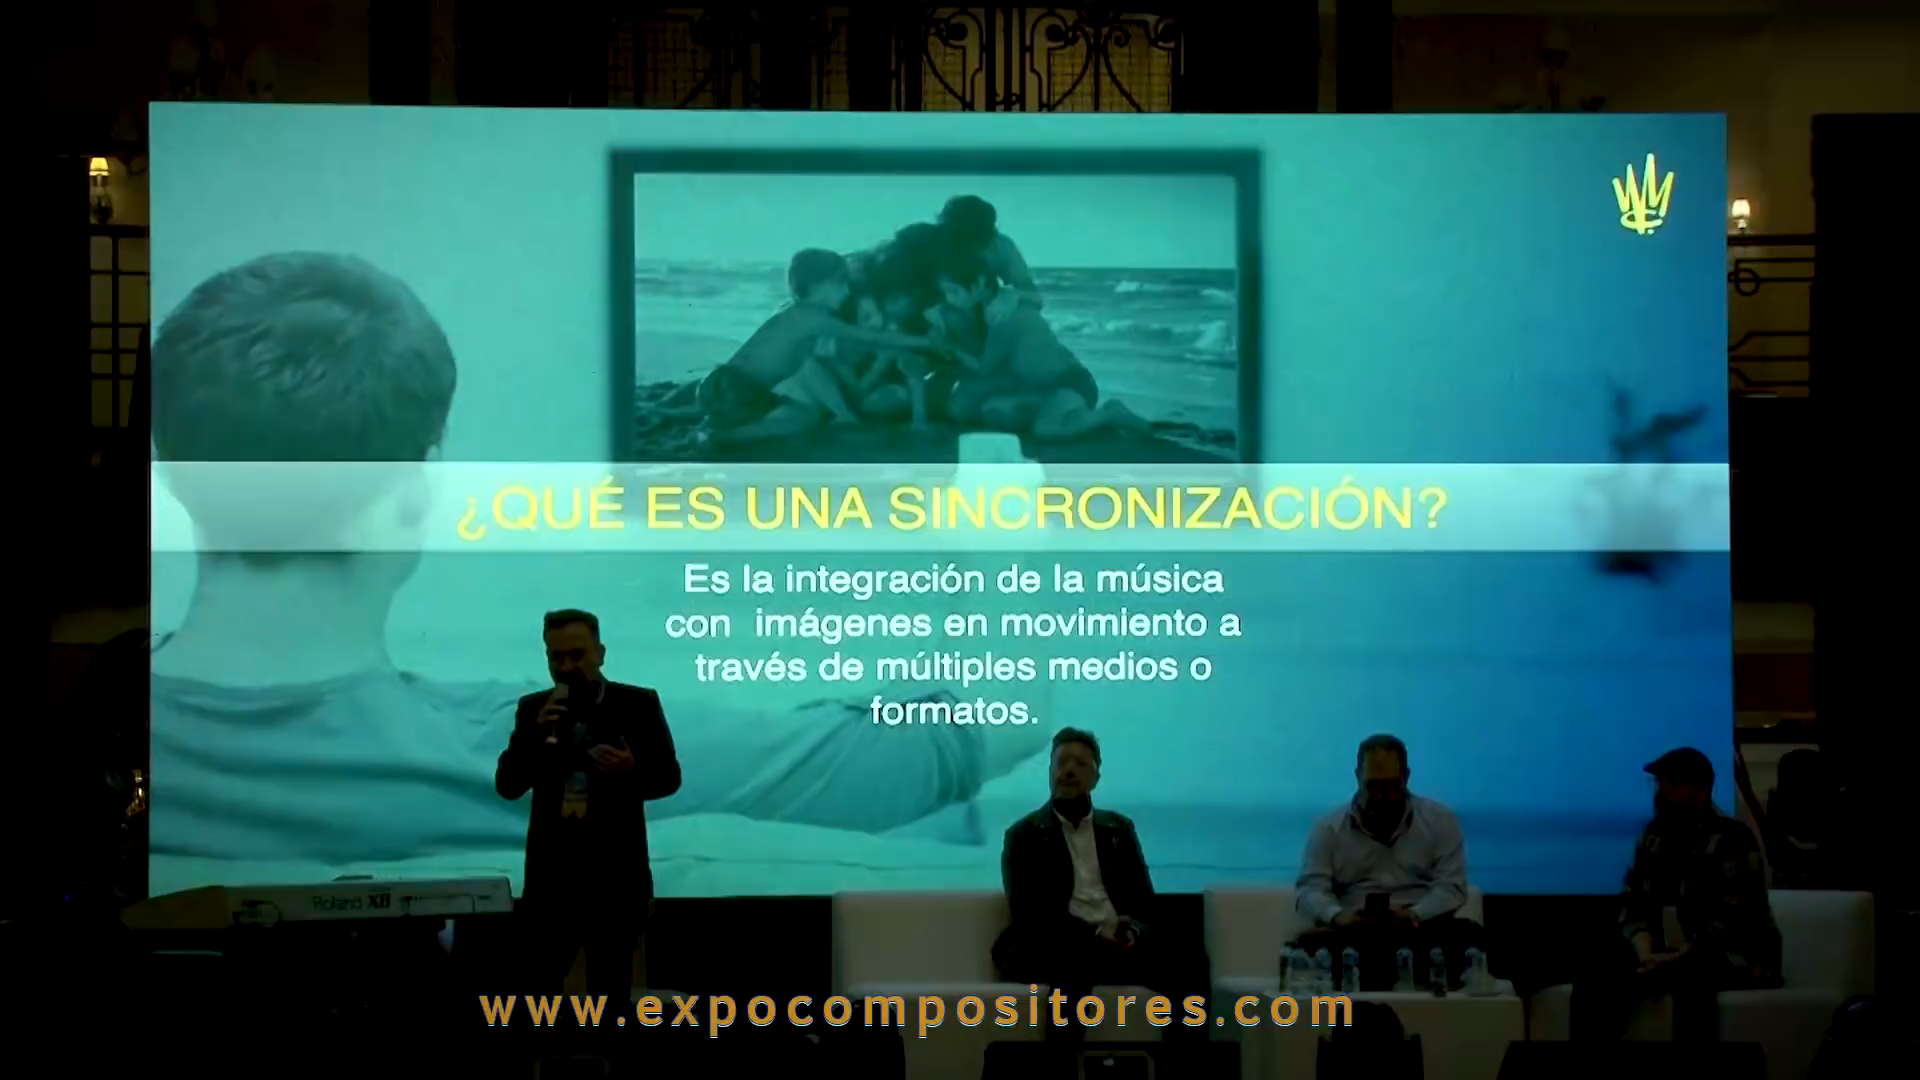 ¿QUÉ ES UNA SINCRONIZACIÓN?
Es la integración de la música
con imágenes en movimiento a
través de múltiples medios o
formatos.
Roland X8
www.expocompositores.com